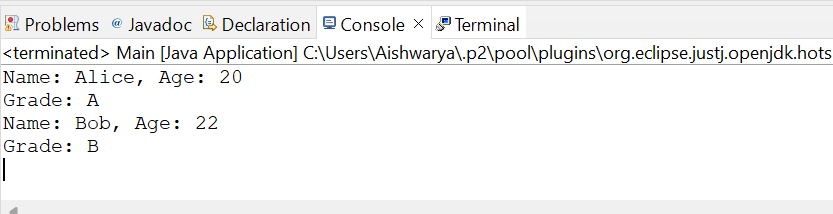 Problems @ Javadoc Declaration Console Terminal
<terminated> Main [Java Application] C:\Users\Aishwarya\.p2\pool\plugins\org.eclipse.justj.openjdk.hots
Name: Alice, Age: 20
Grade: A
Name: Bob, Age: 22
Grade: B